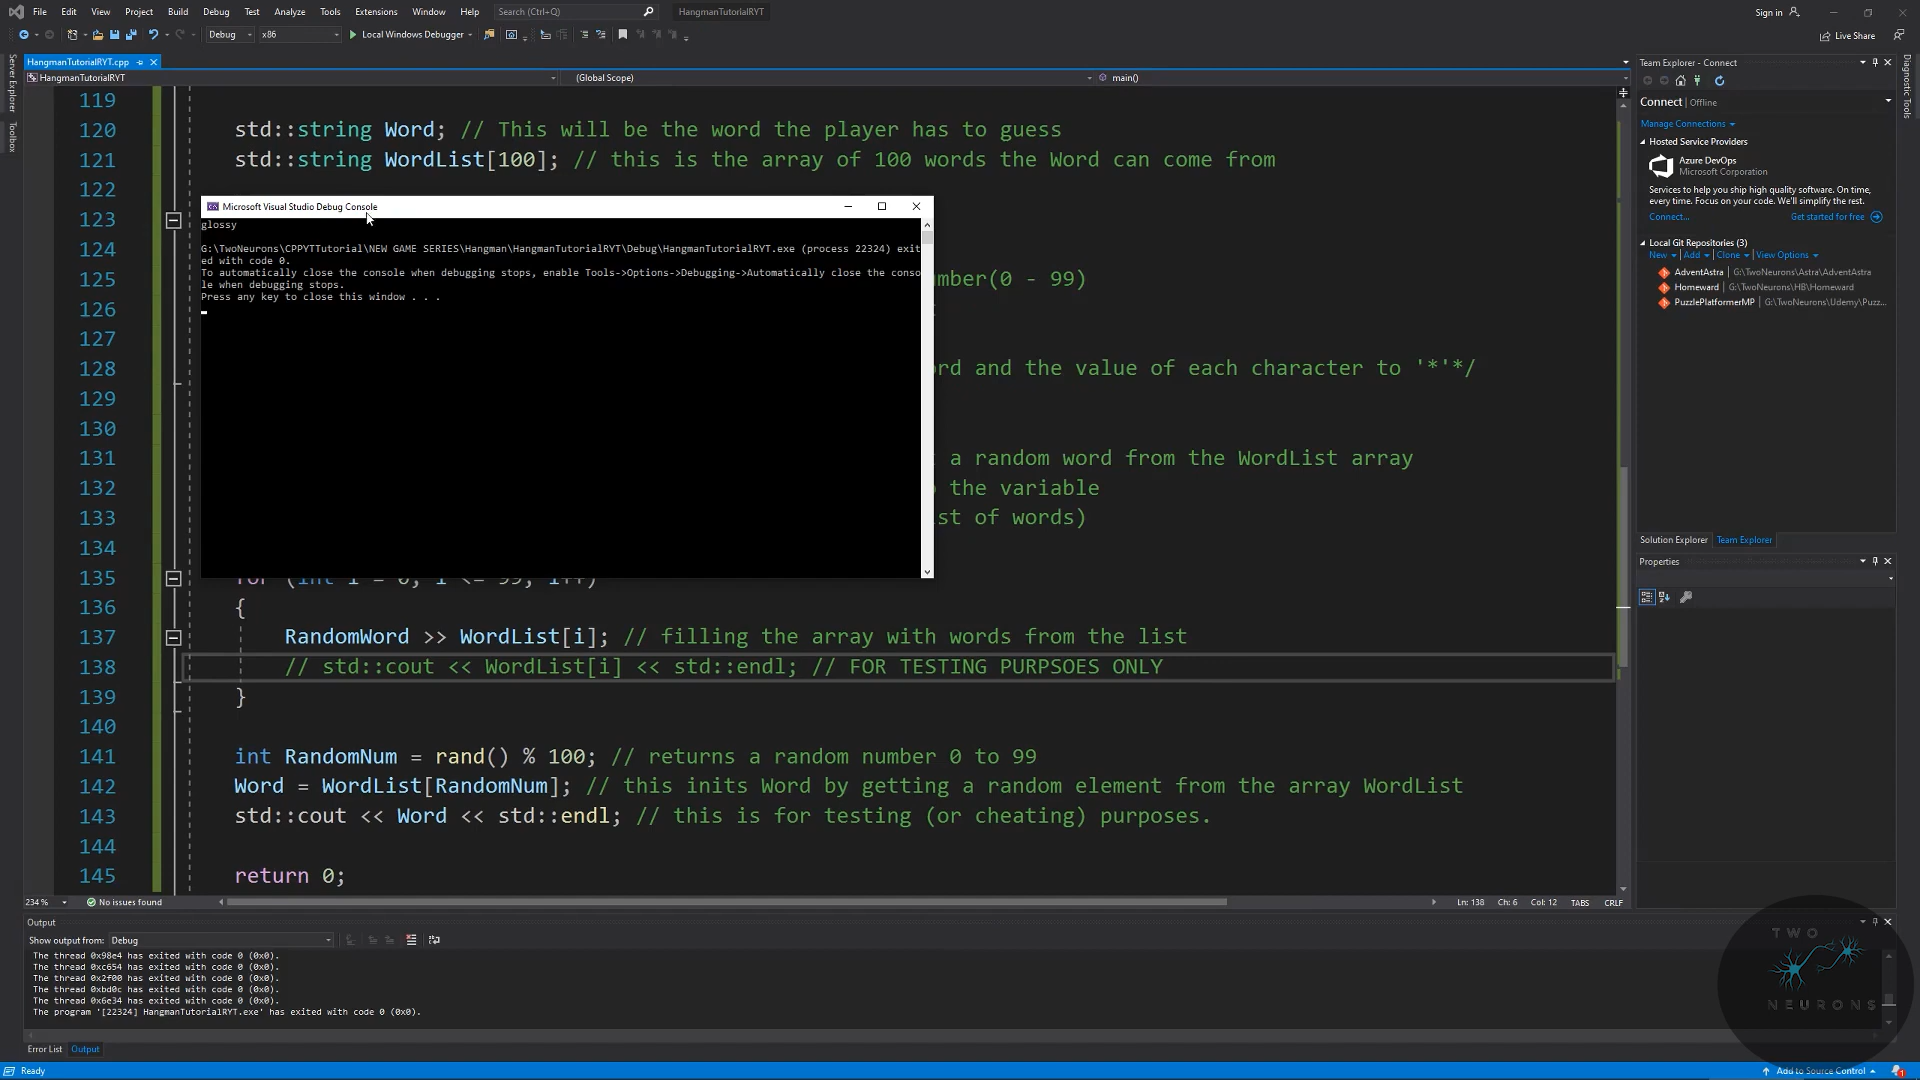 File Edit View Project Build Debug Test Analyze Tools Extensions Window Help Search (Ctrl+Q) HangmanTutorialRYT Sign in
Debug x86 Local Windows Debugger Live Share
Server Explorer
Toolbox
HangmanTutorialRYT.cpp
HangmanTutorialRYT (Global Scope) main()
119
120 std::string Word; // This will be the word the player has to guess
121 std::string WordList[100]; // this is the array of 100 words the Word can come from
122
Microsoft Visual Studio Debug Console
glossy
G:\TwoNeurons\CPPYTTutorial\NEW GAME SERIES\Hangman\HangmanTutorialRYT\Debug\HangmanTutorialRYT.exe (process 22324) exit
ed with code 0.
To automatically close the console when debugging stops, enable Tools->Options->Debugging->Automatically close the conso
le when debugging stops.
Press any key to close this window . . .
123
124
125 mber(0 - 99)
126
127
128 rd and the value of each character to '*'*/
129
130
131 a random word from the WordList array
132 the variable
133 st of words)
134
135 for (int i = 0; i <= 99; i++)
136 {
137 RandomWord >> WordList[i]; // filling the array with words from the list
138 // std::cout << WordList[i] << std::endl; // FOR TESTING PURPSOES ONLY
139 }
140
141 int RandomNum = rand() % 100; // returns a random number 0 to 99
142 Word = WordList[RandomNum]; // this inits Word by getting a random element from the array WordList
143 std::cout << Word << std::endl; // this is for testing (or cheating) purposes.
144
145 return 0;
234 % No issues found Ln: 138 Ch: 6 Col: 12 TABS CRLF
Output
Show output from: Debug
The thread 0x98e4 has exited with code 0 (0x0).
The thread 0xc654 has exited with code 0 (0x0).
The thread 0x2f00 has exited with code 0 (0x0).
The thread 0xbd0c has exited with code 0 (0x0).
The thread 0x6e34 has exited with code 0 (0x0).
The program '[22324] HangmanTutorialRYT.exe' has exited with code 0 (0x0).
Error List Output
Ready Add to Source Control
Team Explorer - Connect
Connect | Offline
Manage Connections
Hosted Service Providers
Azure DevOps
Microsoft Corporation
Services to help you ship high quality software. On time,
every time. Focus on your code. We'll simplify the rest.
Connect... Get started for free
Local Git Repositories (3)
New Add Clone View Options
AdventAstra G:\TwoNeurons\Astra\AdventAstra
Homeward G:\TwoNeurons\HB\Homeward
PuzzlePlatformerMP G:\TwoNeurons\Udemy\Puzz...
Solution Explorer Team Explorer
Properties
Diagnostic Tools
TWO
NEURONS